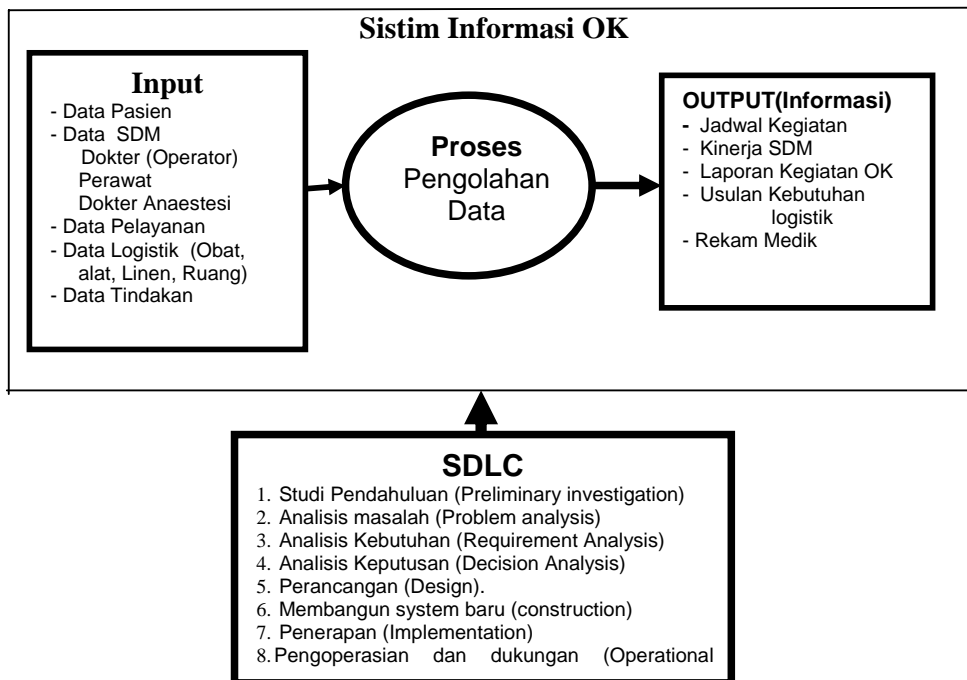 Sistim Informasi OK
Input
- Data Pasien
- Data SDM
Dokter (Operator)
Perawat
Dokter Anaestesi
- Data Pelayanan
- Data Logistik (Obat,
alat, Linen, Ruang)
- Data Tindakan
Proses
Pengolahan
Data
OUTPUT(Informasi)
- Jadwal Kegiatan
- Kinerja SDM
- Laporan Kegiatan OK
- Usulan Kebutuhan
logistik
- Rekam Medik
SDLC
1. Studi Pendahuluan (Preliminary investigation)
2. Analisis masalah (Problem analysis)
3. Analisis Kebutuhan (Requirement Analysis)
4. Analisis Keputusan (Decision Analysis)
5. Perancangan (Design).
6. Membangun system baru (construction)
7. Penerapan (Implementation)
8. Pengoperasian dan dukungan (Operational